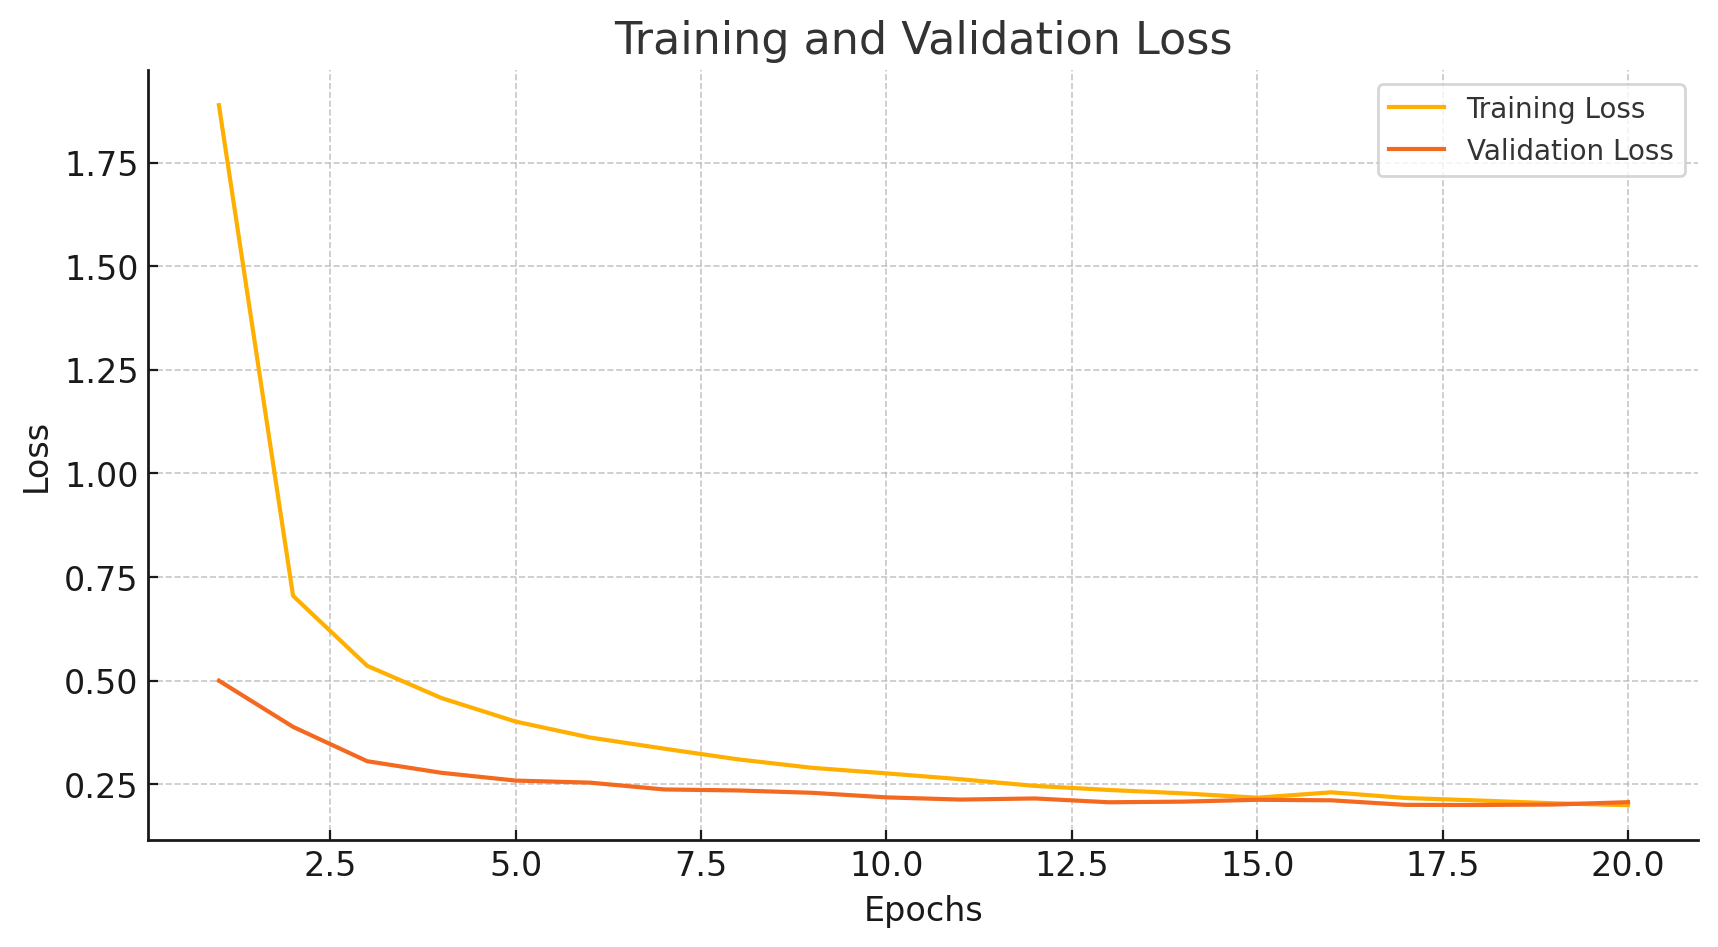 Training and Validation Loss
Training Loss
Validation Loss
1.75
1.50
1.25
1.00
0.75
0.50
0.25
Loss
2.5 5.0 7.5 10.0 12.5 15.0 17.5 20.0
Epochs